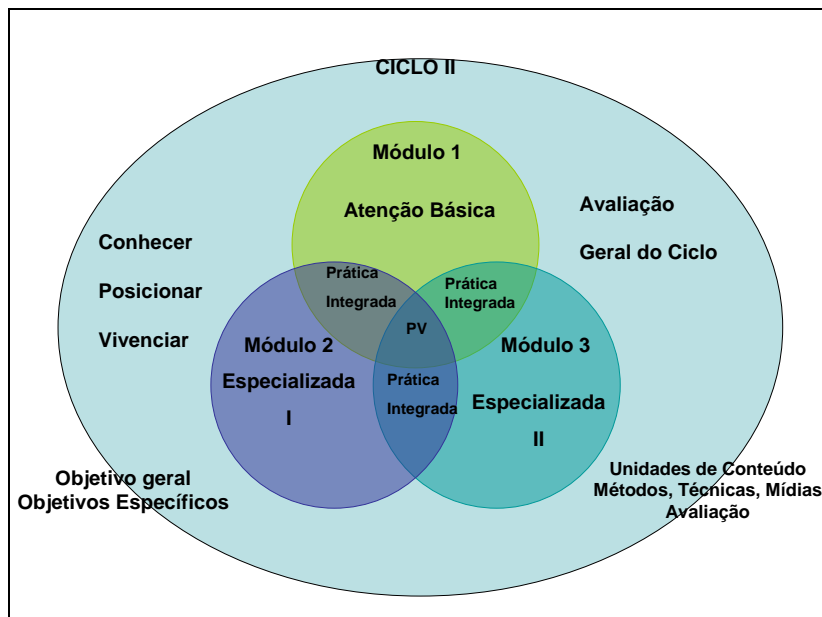 CICLO II
Módulo 1
Atenção Básica
Avaliação
Geral do Ciclo
Conhecer
Posicionar
Vivenciar
Prática
Integrada
Prática
Integrada
PV
Módulo 2
Especializada
I
Prática
Integrada
Módulo 3
Especializada
II
Objetivo geral
Objetivos Específicos
Unidades de Conteúdo
Métodos, Técnicas, Mídias
Avaliação